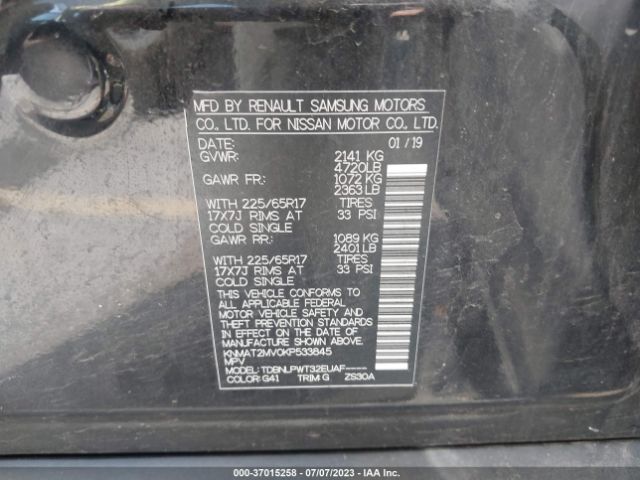 MFD BY RENAULT SAMSUNG MOTORS
CO., LTD. FOR NISSAN MOTOR CO., LTD.
DATE: 01 / 19
GVWR: 2141 KG
4720LB
GAWR FR: 1072 KG
2363 LB
WITH 225/65R17 TIRES
17X7J RIMS AT 33 PSI
COLD SINGLE
GAWR RR: 1089 KG
2401 LB
WITH 225/65R17 TIRES
17X7J RIMS AT 33 PSI
COLD SINGLE
THIS VEHICLE CONFORMS TO
ALL APPLICABLE FEDERAL
MOTOR VEHICLE SAFETY AND
THEFT PREVENTION STANDARDS
IN EFFECT ON THE DATE OF
MANUFACTURE SHOWN ABOVE.
KNMAT2MV0KP533845
MPV
MODEL: TDBNLPWT32EUAF-----
COLOR: G41 TRIM G ZS30A
000-37015258 - 07/07/2023 - IAA Inc.